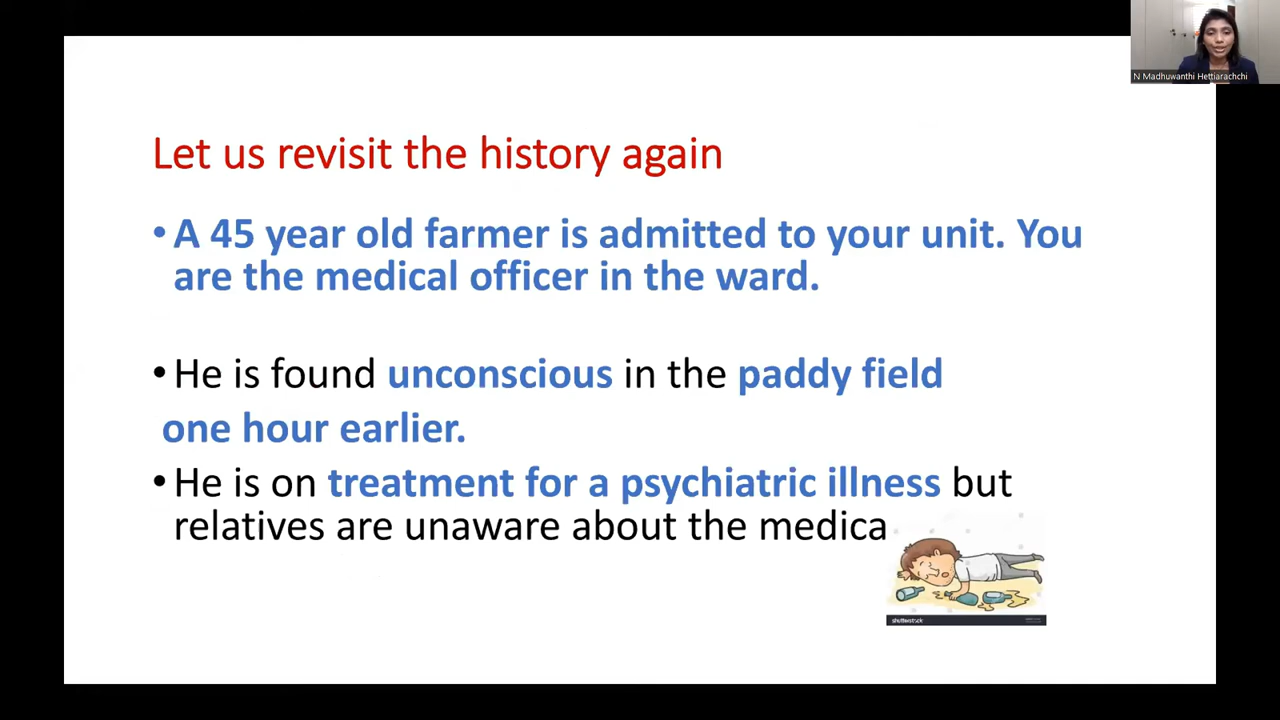 N Madhuwanthi Hettiarachchi
Let us revisit the history again
• A 45 year old farmer is admitted to your unit. You
are the medical officer in the ward.
• He is found unconscious in the paddy field
one hour earlier.
• He is on treatment for a psychiatric illness but
relatives are unaware about the medica
shutterstock